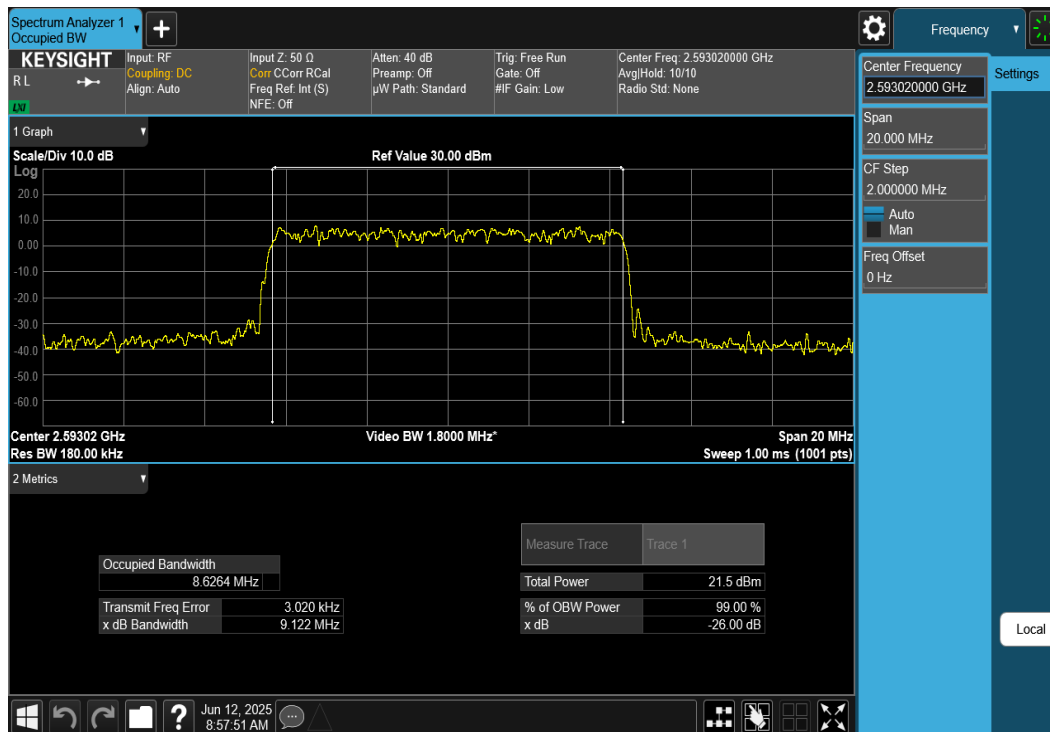 Spectrum Analyzer 1
Occupied BW
Frequency
KEYSIGHT
R L
LXI
Input: RF
Coupling: DC
Align: Auto
Input Z: 50 Ω
Corr CCorr RCal
Freq Ref: Int (S)
NFE: Off
Atten: 40 dB
Preamp: Off
µW Path: Standard
Trig: Free Run
Gate: Off
#IF Gain: Low
Center Freq: 2.593020000 GHz
Avg|Hold: 10/10
Radio Std: None
Center Frequency
2.593020000 GHz
Settings
Span
20.000 MHz
CF Step
2.000000 MHz
Auto
Man
Freq Offset
0 Hz
1 Graph
Scale/Div 10.0 dB
Ref Value 30.00 dBm
Log
20.0
10.0
0.00
-10.0
-20.0
-30.0
-40.0
-50.0
-60.0
Center 2.59302 GHz
Video BW 1.8000 MHz*
Span 20 MHz
Res BW 180.00 kHz
Sweep 1.00 ms (1001 pts)
2 Metrics
Measure Trace
Trace 1
Occupied Bandwidth
8.6264 MHz
Total Power
21.5 dBm
Transmit Freq Error
3.020 kHz
% of OBW Power
99.00 %
x dB Bandwidth
9.122 MHz
x dB
-26.00 dB
Local
Jun 12, 2025
8:57:51 AM